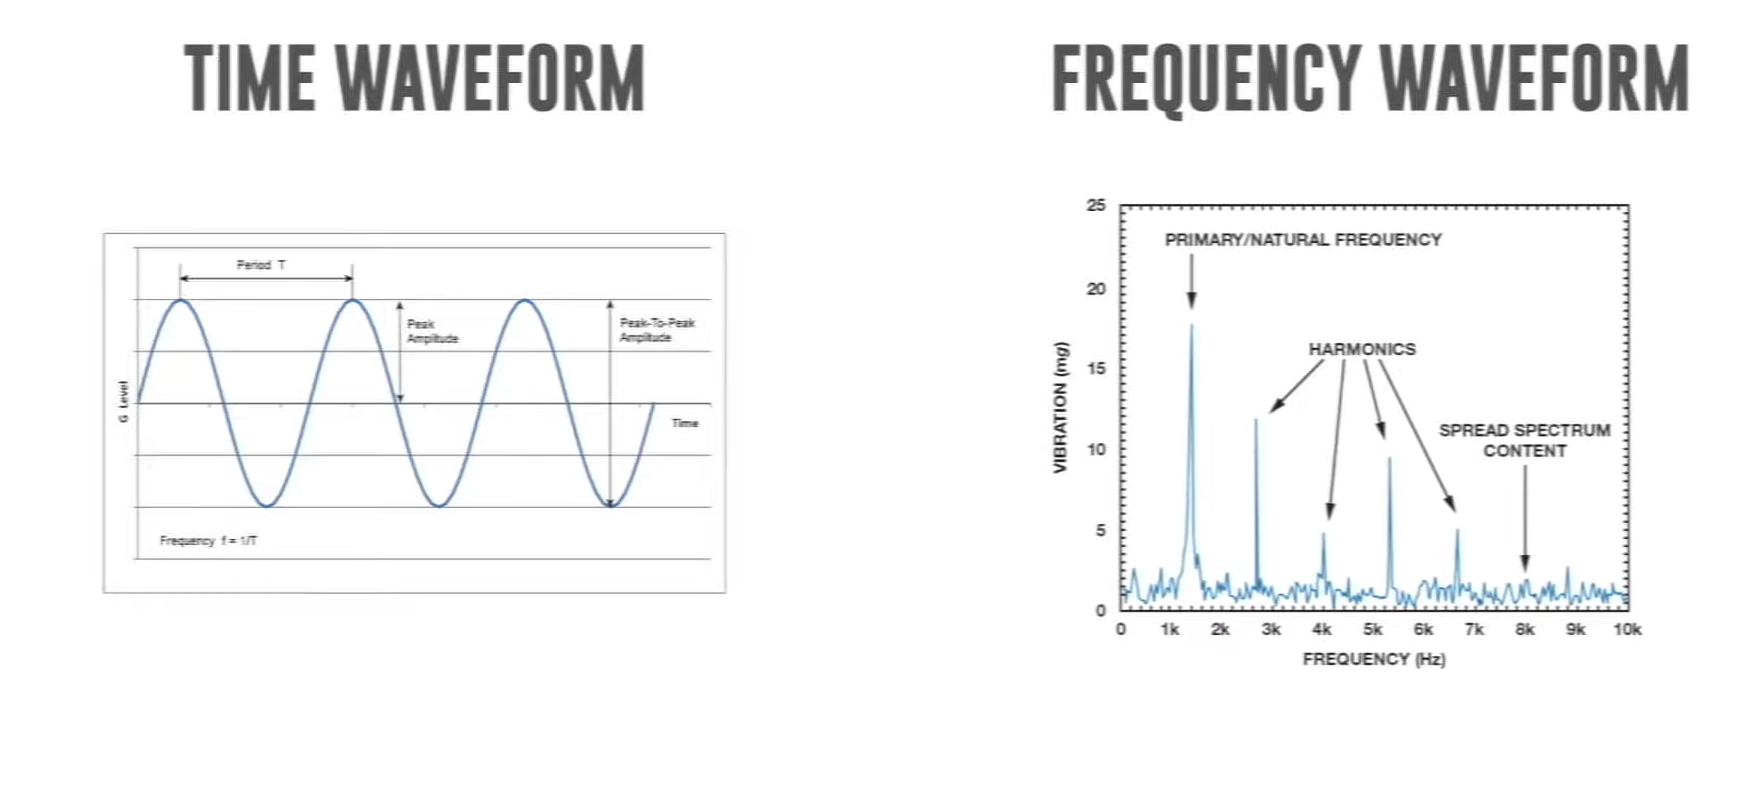 TIME WAVEFORM
Period T
Peak
Amplitude
Peak-To-Peak
Amplitude
G Level
Time
Frequency f = 1/T
FREQUENCY WAVEFORM
25
PRIMARY/NATURAL FREQUENCY
20
HARMONICS
15
VIBRATION (mg)
SPREAD SPECTRUM
CONTENT
10
5
0
0 1k 2k 3k 4k 5k 6k 7k 8k 9k 10k
FREQUENCY (Hz)